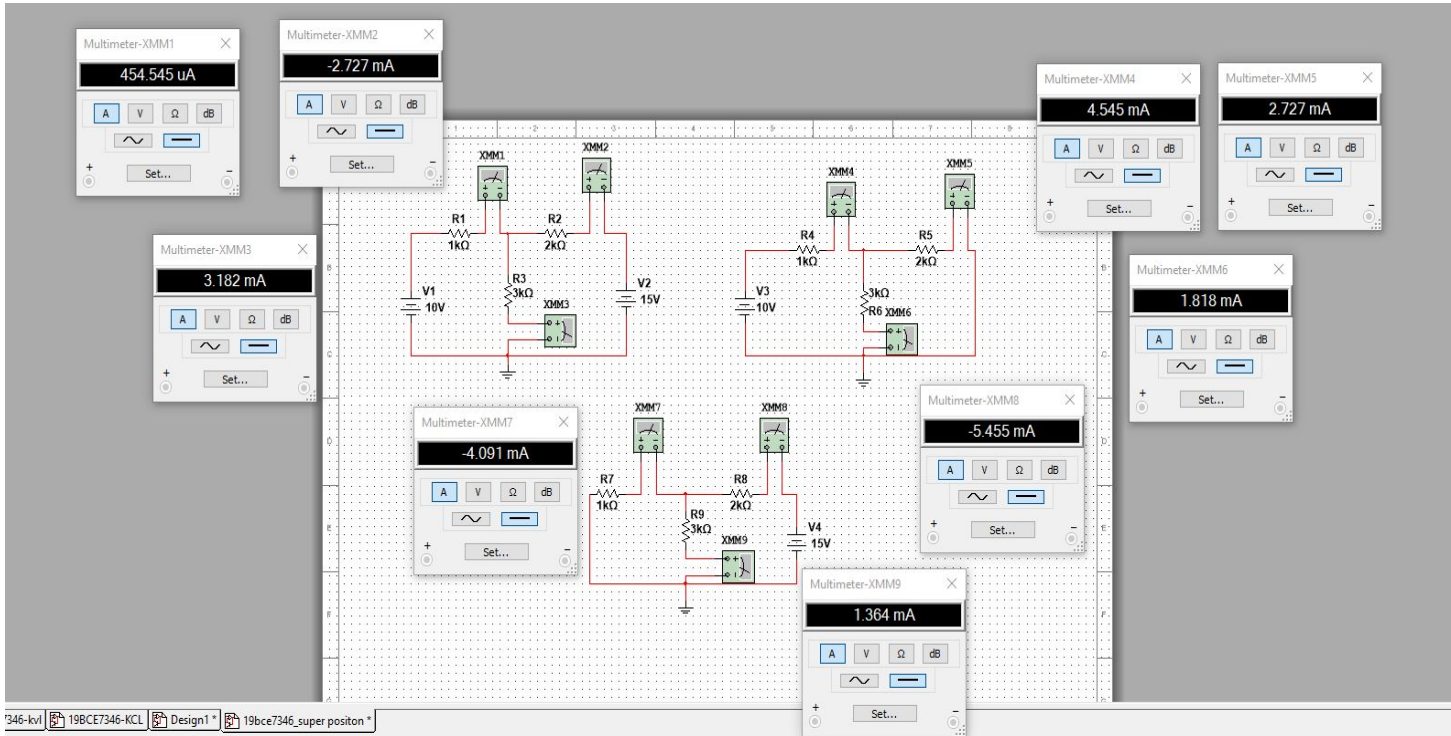 Multimeter-XMM1 ×
454.545 uA
A V Ω dB
+ Set... −
Multimeter-XMM2 ×
-2.727 mA
A V Ω dB
+ Set... −
Multimeter-XMM3 ×
3.182 mA
A V Ω dB
+ Set... −
Multimeter-XMM4 ×
4.545 mA
A V Ω dB
+ Set... −
Multimeter-XMM5 ×
2.727 mA
A V Ω dB
+ Set... −
Multimeter-XMM6 ×
1.818 mA
A V Ω dB
+ Set... −
XMM1
XMM2
R1
1kΩ
R2
2kΩ
R3
3kΩ
V1
10V
V2
15V
XMM3
XMM4
XMM5
R4
1kΩ
R5
2kΩ
3kΩ
R6
XMM6
V3
10V
Multimeter-XMM7 ×
-4.091 mA
A V Ω dB
+ Set... −
XMM7
XMM8
R7
1kΩ
R8
2kΩ
R9
3kΩ
XMM9
V4
15V
Multimeter-XMM8 ×
-5.455 mA
A V Ω dB
+ Set... −
Multimeter-XMM9 ×
1.364 mA
A V Ω dB
+ Set... −
7346-kvl 19BCE7346-KCL Design1 * 19bce7346_super positon *